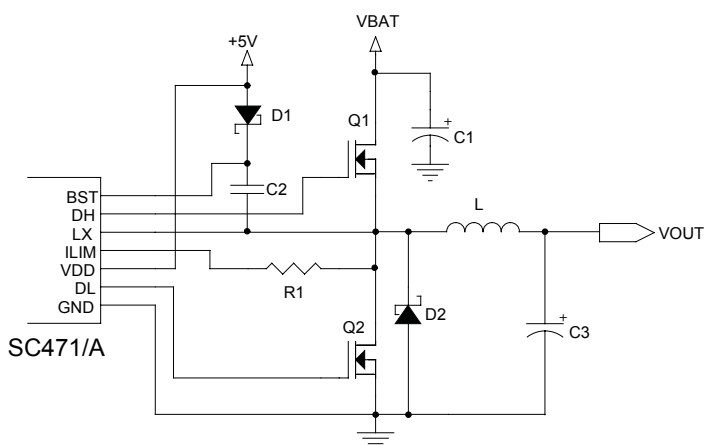 VBAT
+5V
D1
Q1
+
C1
C2
BST
DH
LX
ILIM
VDD
DL
GND
L
VOUT
R1
Q2
D2
+
C3
SC471/A